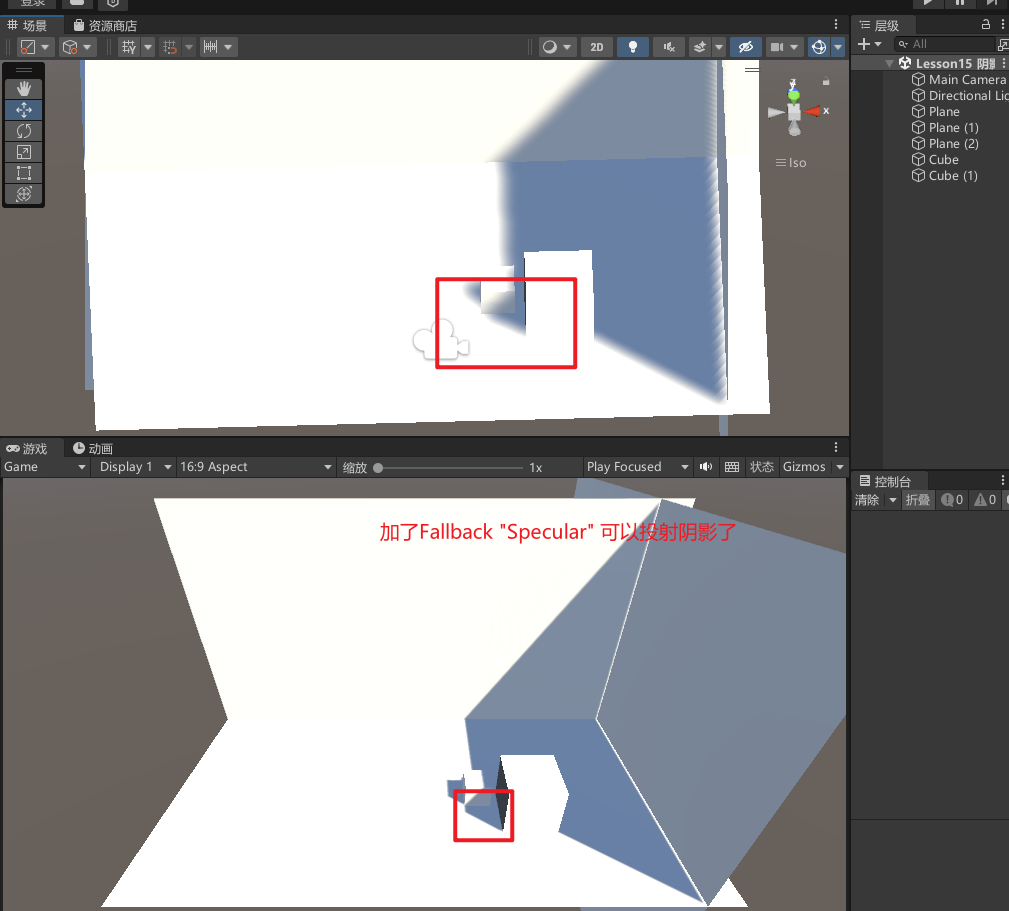 登录
场景
资源商店
2D
y
x
Iso
层级
All
Lesson15 阴影
Main Camera
Directional Lig
Plane
Plane (1)
Plane (2)
Cube
Cube (1)
游戏
动画
Game
Display 1
16:9 Aspect
缩放
1x
Play Focused
状态
Gizmos
控制台
清除
折叠
0
0
加了Fallback "Specular" 可以投射阴影了